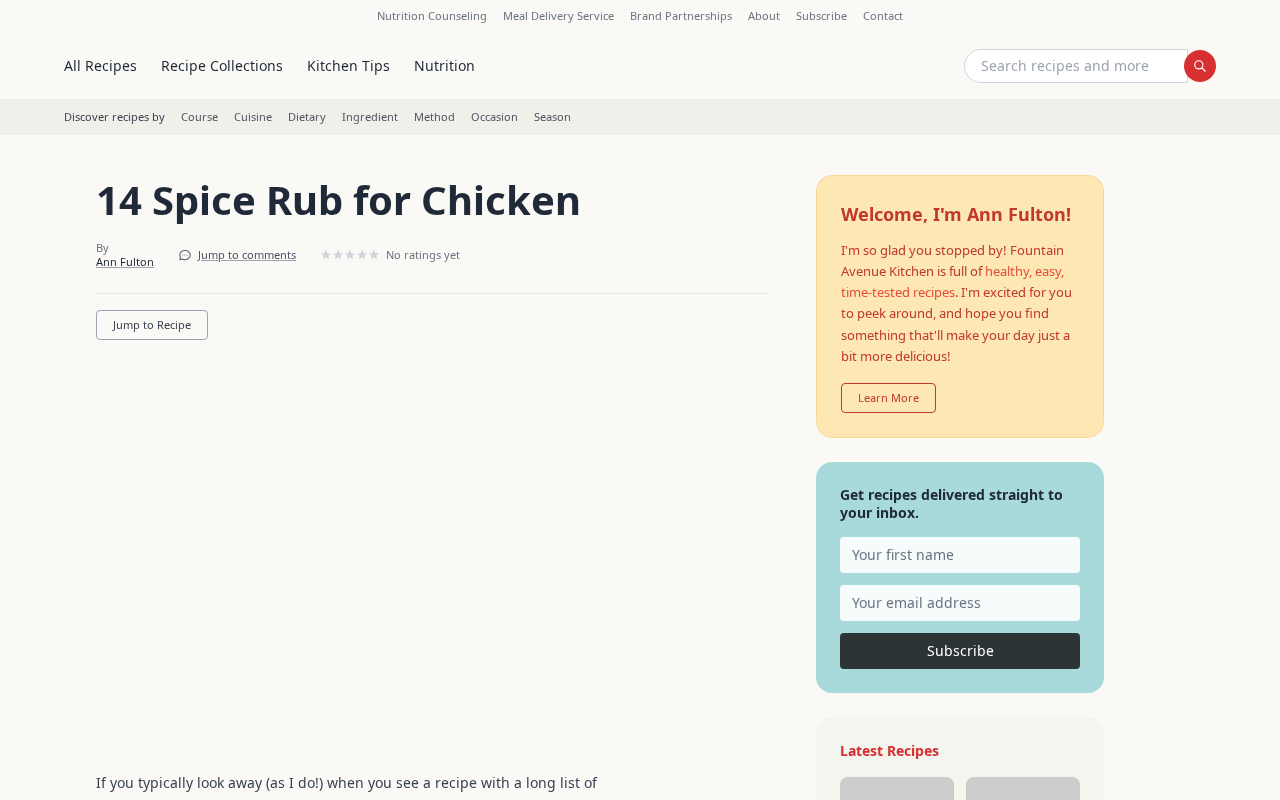 Nutrition Counseling Meal Delivery Service Brand Partnerships About Subscribe Contact
All Recipes Recipe Collections Kitchen Tips Nutrition
Search recipes and more
Discover recipes by Course Cuisine Dietary Ingredient Method Occasion Season
14 Spice Rub for Chicken
By
Ann Fulton
Jump to comments
No ratings yet
Jump to Recipe
If you typically look away (as I do!) when you see a recipe with a long list of
Welcome, I'm Ann Fulton!
I'm so glad you stopped by! Fountain
Avenue Kitchen is full of healthy, easy,
time-tested recipes. I'm excited for you
to peek around, and hope you find
something that'll make your day just a
bit more delicious!
Learn More
Get recipes delivered straight to
your inbox.
Your first name
Your email address
Subscribe
Latest Recipes